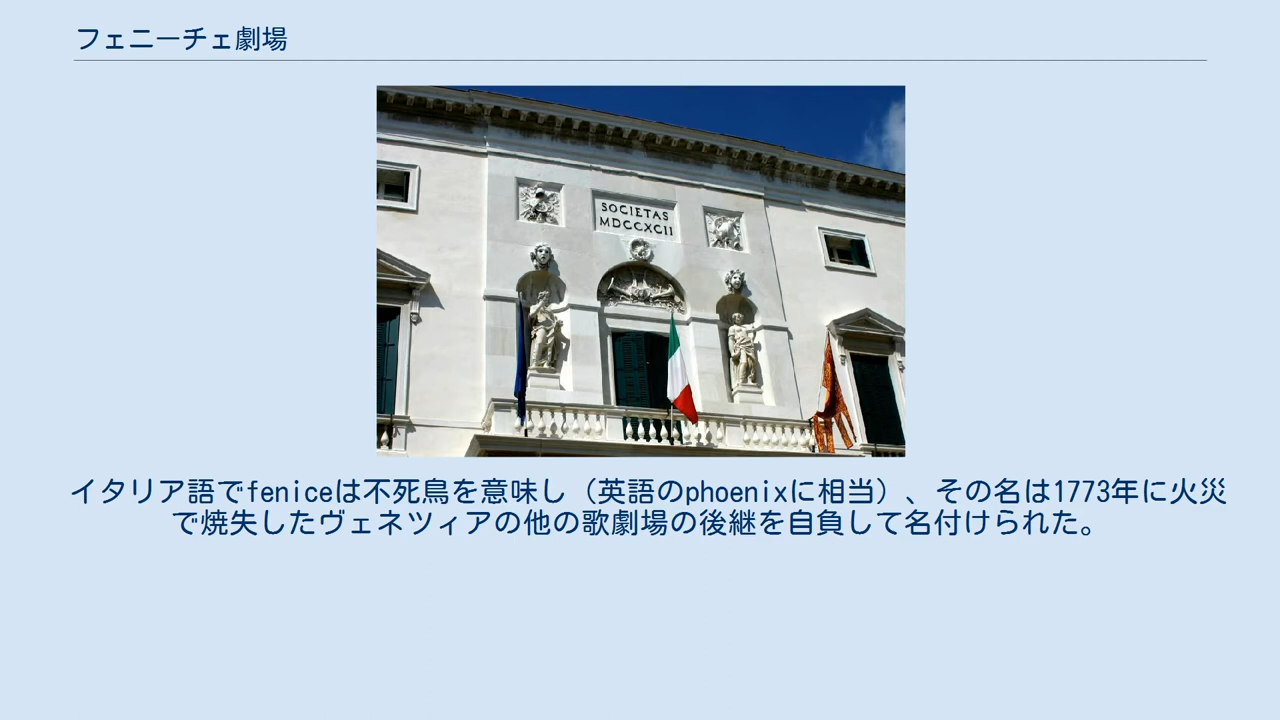 フェニーチェ劇場
SOCIETAS
MDCCXCII
イタリア語でfeniceは不死鳥を意味し（英語のphoenixに相当）、その名は1773年に火災
で焼失したヴェネツィアの他の歌劇場の後継を自負して名付けられた。